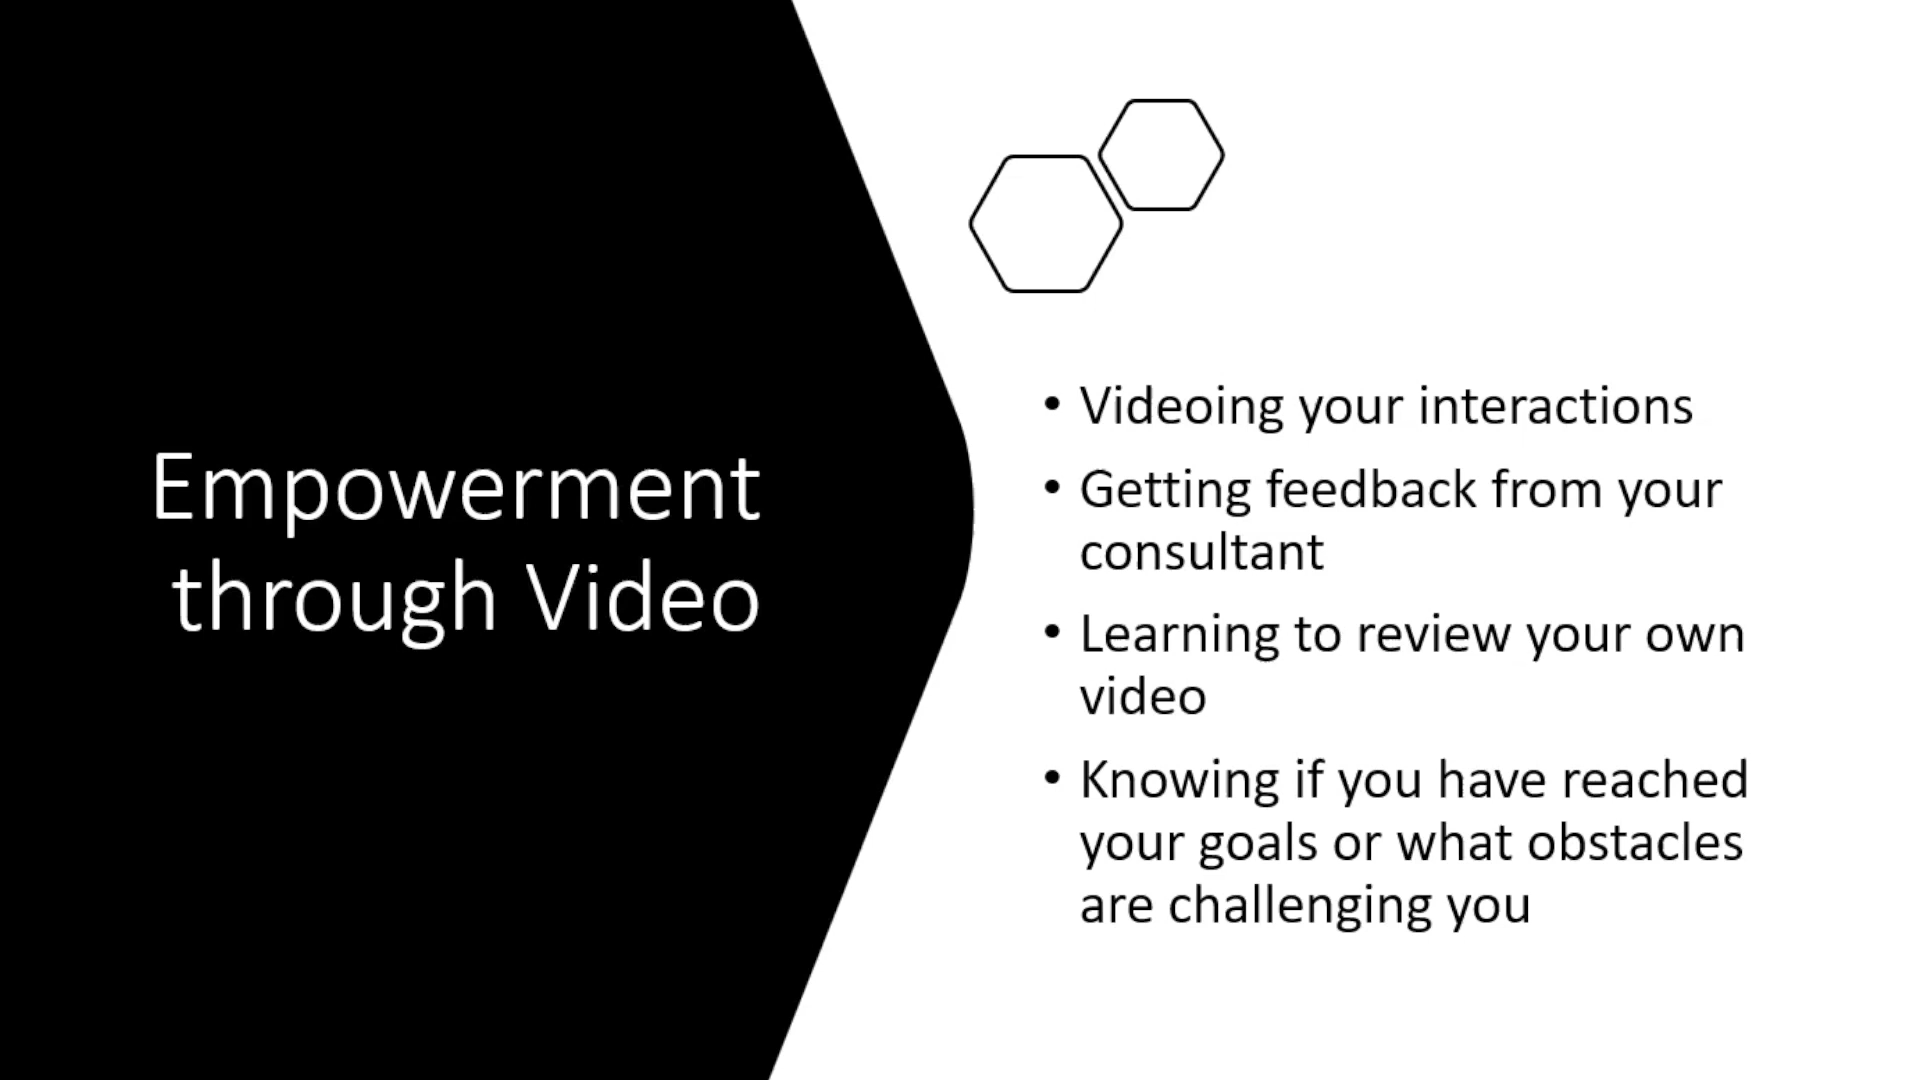 Empowerment
through Video
• Videoing your interactions
• Getting feedback from your
consultant
• Learning to review your own
video
• Knowing if you have reached
your goals or what obstacles
are challenging you